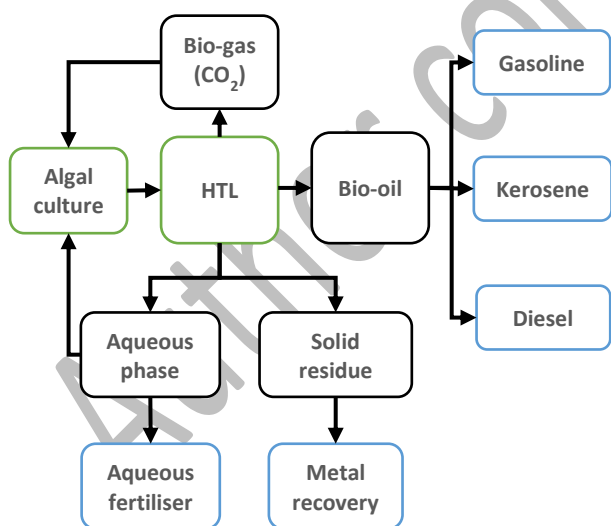 Bio-gas
(CO₂)
Gasoline
Algal
culture
HTL
Bio-oil
Kerosene
Aqueous
phase
Solid
residue
Diesel
Aqueous
fertiliser
Metal
recovery
Author